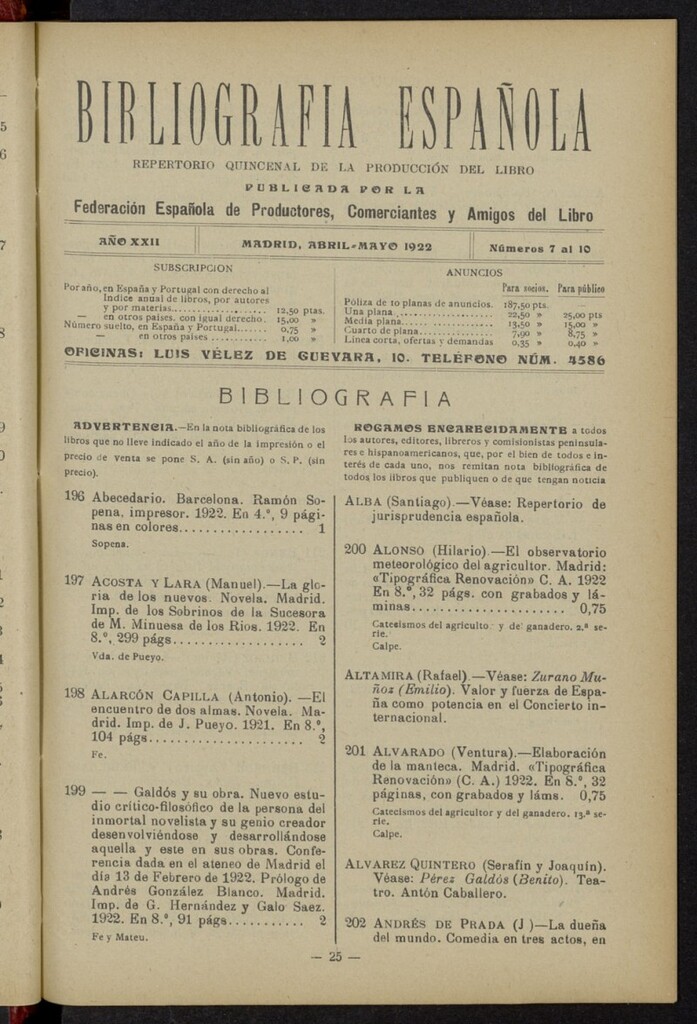 BIBLIOGRAFIA ESPAÑOLA
REPERTORIO QUINCENAL DE LA PRODUCCIÓN DEL LIBRO
PUBLICADA POR LA
Federación Española de Productores, Comerciantes y Amigos del Libro
AÑO XXII
MADRID, ABRIL-MAYO 1922
Números 7 al 10
SUBSCRIPCION
Por año, en España y Portugal con derecho al
Indice anual de libros, por autores
y por materias.................... 12,50 ptas.
— en otros países, con igual derecho. 15,00 »
Número suelto, en España y Portugal...... 0,75 »
— en otros países ............... 1,00 »
ANUNCIOS
Para socios. Para público
Póliza de 10 planas de anuncios. 187,50 pts. —
Una plana........................ 22,50 » 25,00 pts
Media plana...................... 13,50 » 15,00 »
Cuarto de plana.................. 7,90 » 8,75 »
Línea corta, ofertas y demandas 0,35 » 0,40 »
OFICINAS: LUIS VÉLEZ DE GUEVARA, 10. TELÉFONO NÚM. 4586
BIBLIOGRAFIA
ADVERTENCIA.—En la nota bibliográfica de los
libros que no lleve indicado el año de la impresión o el
precio de venta se pone S. A. (sin año) o S. P. (sin
precio).
196 Abecedario. Barcelona. Ramón So-
pena, impresor. 1922. En 4.º, 9 pági-
nas en colores.................. 1
Sopena.
197 ACOSTA Y LARA (Manuel).—La glo-
ria de los nuevos. Novela. Madrid.
Imp. de los Sobrinos de la Sucesora
de M. Minuesa de los Rios. 1922. En
8.º, 299 págs................... 2
Vda. de Pueyo.
198 ALARCÓN CAPILLA (Antonio). —El
encuentro de dos almas. Novela. Ma-
drid. Imp. de J. Pueyo. 1921. En 8.º,
104 págs....................... 2
Fe.
199 — — Galdós y su obra. Nuevo estu-
dio crítico-filosófico de la persona del
inmortal novelista y su genio creador
desenvolviéndose y desarrollándose
aquella y este en sus obras. Confe-
rencia dada en el ateneo de Madrid el
día 13 de Febrero de 1922. Prólogo de
Andrés González Blanco. Madrid.
Imp. de G. Hernández y Galo Saez.
1922. En 8.º, 91 págs........... 2
Fe y Mateu.
ROGAMOS ENCARECIDAMENTE a todos
los autores, editores, libreros y comisionistas peninsula-
res e hispanoamericanos, que, por el bien de todos e in-
terés de cada uno, nos remitan nota bibliográfica de
todos los libros que publiquen o de que tengan noticia
ALBA (Santiago).—Véase: Repertorio de
jurisprudencia española.
200 ALONSO (Hilario).—El observatorio
meteorológico del agricultor. Madrid:
«Tipográfica Renovación» C. A. 1922
En 8.º, 32 págs. con grabados y lá-
minas...................... 0,75
Catecismos del agricultor y del ganadero. 2.ª se-
rie.
Calpe.
ALTAMIRA (Rafael).—Véase: Zurano Mu-
ñoz (Emilio). Valor y fuerza de Espa-
ña como potencia en el Concierto in-
ternacional.
201 ALVARADO (Ventura).—Elaboración
de la manteca. Madrid. «Tipográfica
Renovación» (C. A.) 1922. En 8.º, 32
páginas, con grabados y láms. 0,75
Catecismos del agricultor y del ganadero. 13.ª se-
rie.
Calpe.
ALVAREZ QUINTERO (Serafín y Joaquín).
Véase: Pérez Galdós (Benito). Tea-
tro. Antón Caballero.
202 ANDRÉS DE PRADA (J )—La dueña
del mundo. Comedia en tres actos, en
— 25 —